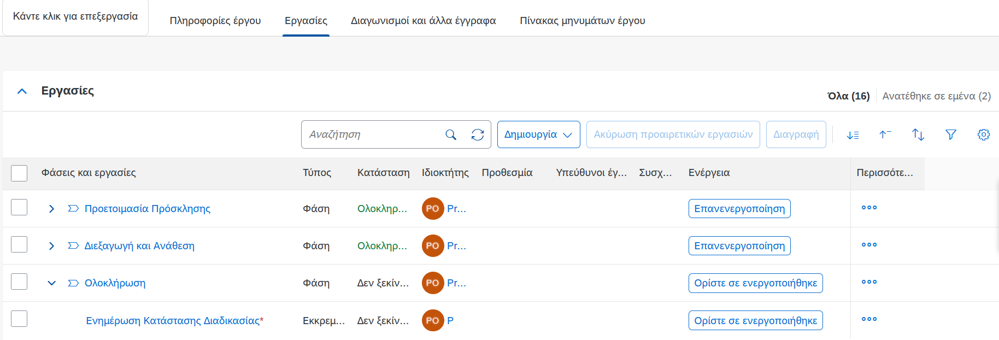 Κάντε κλικ για επεξεργασία
Πληροφορίες έργου Εργασίες Διαγωνισμοί και άλλα έγγραφα Πίνακας μηνυμάτων έργου
Εργασίες
Όλα (16) Ανατέθηκε σε εμένα (2)
Αναζήτηση Δημιουργία Ακύρωση προαιρετικών εργασιών Διαγραφή
Φάσεις και εργασίες Τύπος Κατάσταση Ιδιοκτήτης Προθεσμία Υπεύθυνοι έγ... Συσχ... Ενέργεια Περισσότε...
Προετοιμασία Πρόσκλησης Φάση Ολοκληρ... PO Pr... Επανενεργοποίηση
Διεξαγωγή και Ανάθεση Φάση Ολοκληρ... PO Pr... Επανενεργοποίηση
Ολοκλήρωση Φάση Δεν ξεκίν... PO Pr... Ορίστε σε ενεργοποιήθηκε
Ενημέρωση Κατάστασης Διαδικασίας* Εκκρεμ... Δεν ξεκίν... PO P Ορίστε σε ενεργοποιήθηκε